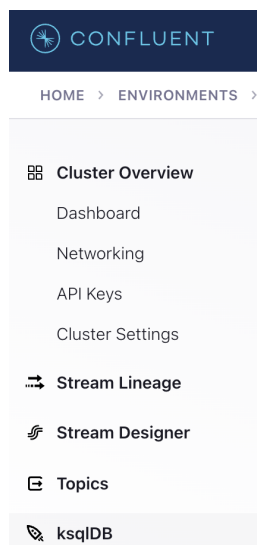 CONFLUENT
HOME > ENVIRONMENTS >
Cluster Overview
Dashboard
Networking
API Keys
Cluster Settings
Stream Lineage
Stream Designer
Topics
ksqlDB